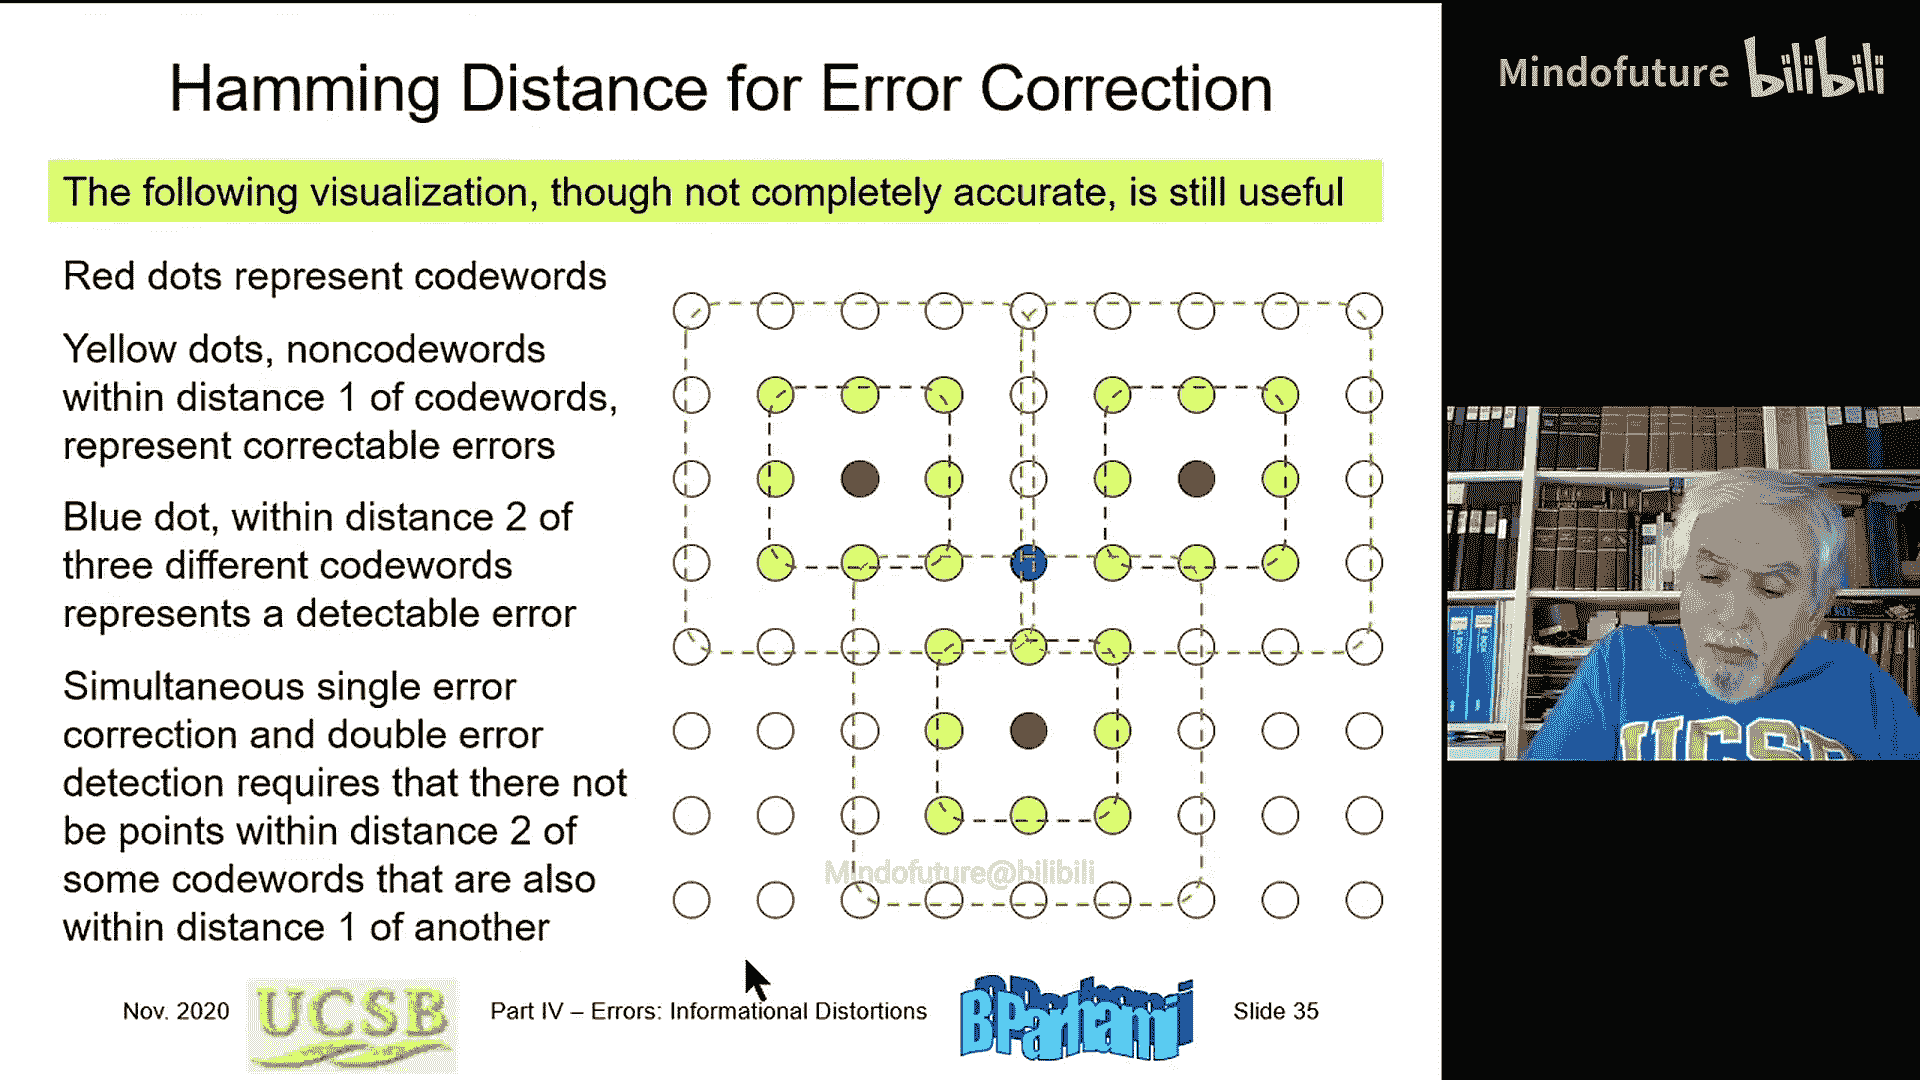 Hamming Distance for Error Correction
The following visualization, though not completely accurate, is still useful
Red dots represent codewords
Yellow dots, noncodewords
within distance 1 of codewords,
represent correctable errors
Blue dot, within distance 2 of
three different codewords
represents a detectable error
Simultaneous single error
correction and double error
detection requires that there not
be points within distance 2 of
some codewords that are also
within distance 1 of another
Mindofuture@bilibili
Nov. 2020
UCSB
Part IV – Errors: Informational Distortions
B Parhami
Slide 35
Mindofuture bilibili
UCSB